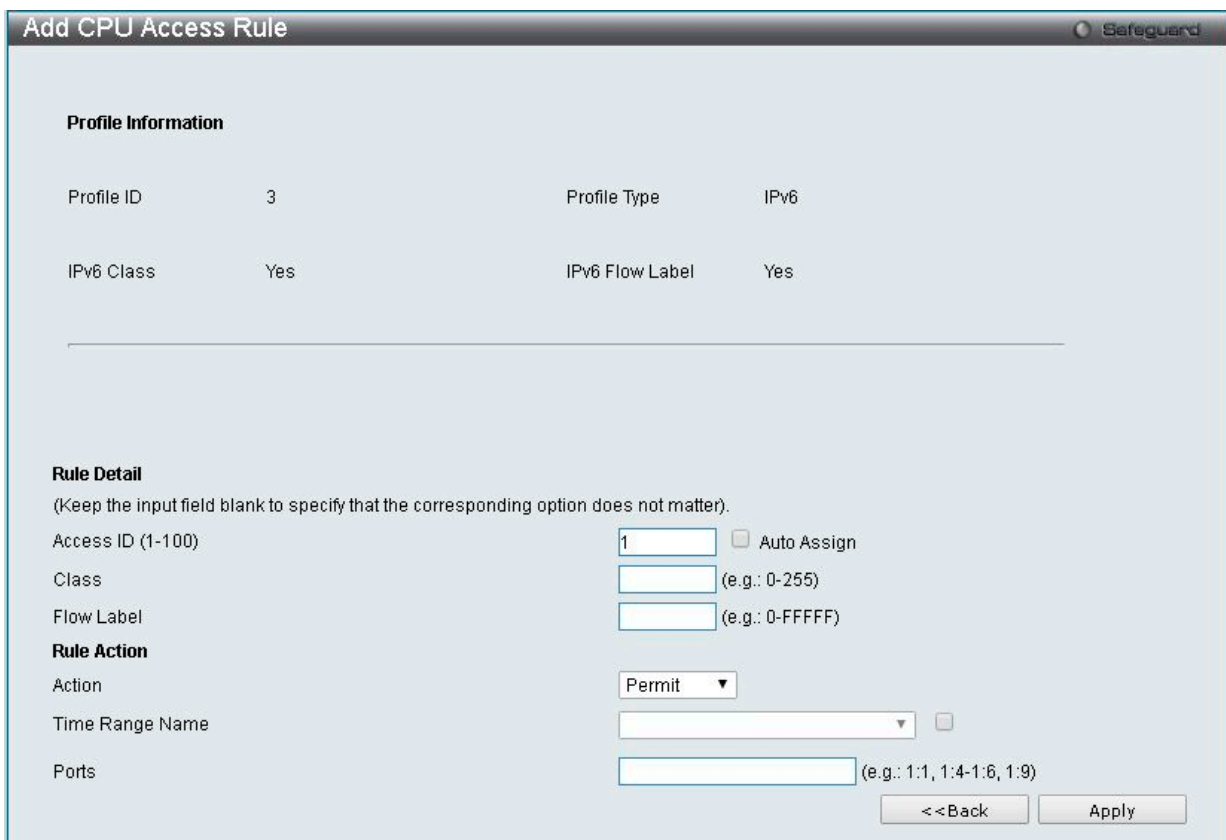 Add CPU Access Rule
Safeguard
Profile Information
Profile ID 3 Profile Type IPv6
IPv6 Class Yes IPv6 Flow Label Yes
Rule Detail
(Keep the input field blank to specify that the corresponding option does not matter).
Access ID (1-100) 1 Auto Assign
Class (e.g.: 0-255)
Flow Label (e.g.: 0-FFFFF)
Rule Action
Action Permit
Time Range Name
Ports (e.g.: 1:1, 1:4-1:6, 1:9)
<<Back Apply